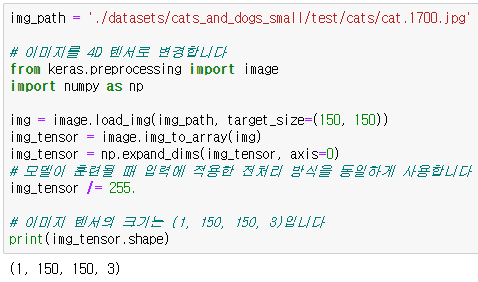 img_path = './datasets/cats_and_dogs_small/test/cats/cat.1700.jpg'
# 이미지를 4D 텐서로 변경합니다
from keras.preprocessing import image
import numpy as np
img = image.load_img(img_path, target_size=(150, 150))
img_tensor = image.img_to_array(img)
img_tensor = np.expand_dims(img_tensor, axis=0)
# 모델이 훈련될 때 입력에 적용한 전처리 방식을 동일하게 사용합니다
img_tensor /= 255.
# 이미지 텐서의 크기는 (1, 150, 150, 3)입니다
print(img_tensor.shape)
(1, 150, 150, 3)